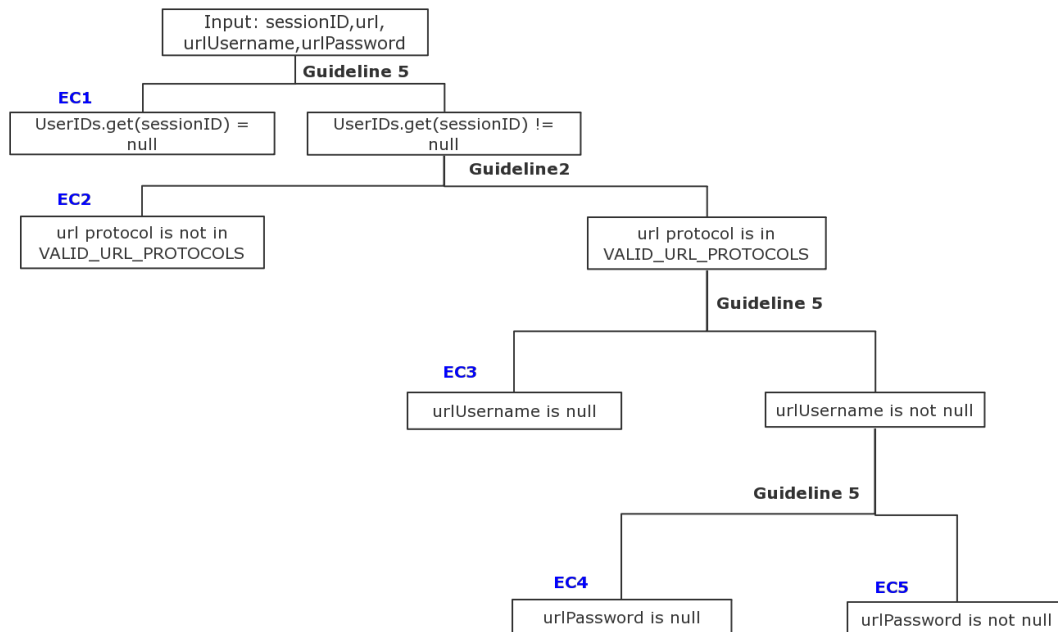 Input: sessionID,url,
urlUsername,urlPassword
Guideline 5
EC1
UserIDs.get(sessionID) =
null
UserIDs.get(sessionID) !=
null
Guideline2
EC2
url protocol is not in
VALID_URL_PROTOCOLS
url protocol is in
VALID_URL_PROTOCOLS
Guideline 5
EC3
urlUsername is null
urlUsername is not null
Guideline 5
EC4
urlPassword is null
EC5
urlPassword is not null